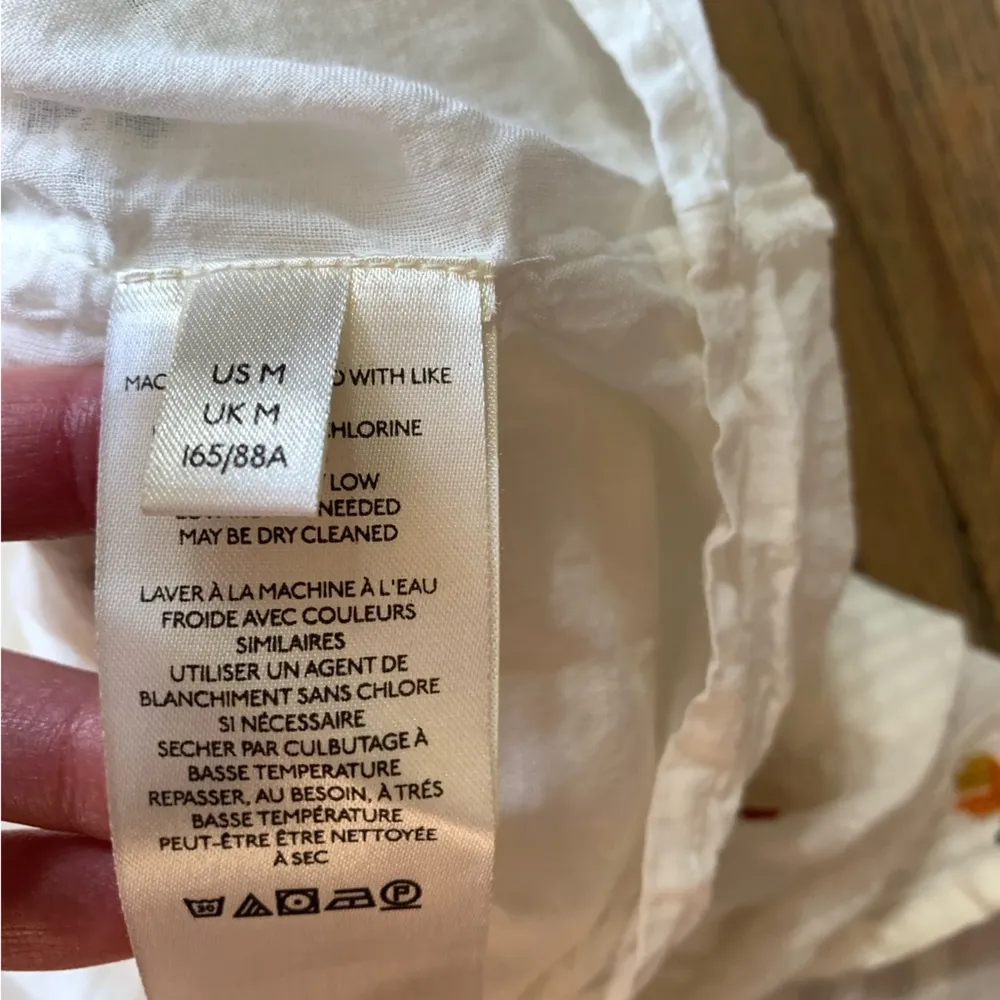 US M
UK M
165/88A
MAC
D WITH LIKE
HLORINE
LOW
NEEDED
MAY BE DRY CLEANED
LAVER À LA MACHINE À L'EAU
FROIDE AVEC COULEURS
SIMILAIRES
UTILISER UN AGENT DE
BLANCHIMENT SANS CHLORE
SI NÉCESSAIRE
SECHER PAR CULBUTAGE À
BASSE TEMPERATURE
REPASSER, AU BESOIN, À TRÉS
BASSE TEMPÉRATURE
PEUT-ÊTRE ÊTRE NETTOYÉE
À SEC
30
P